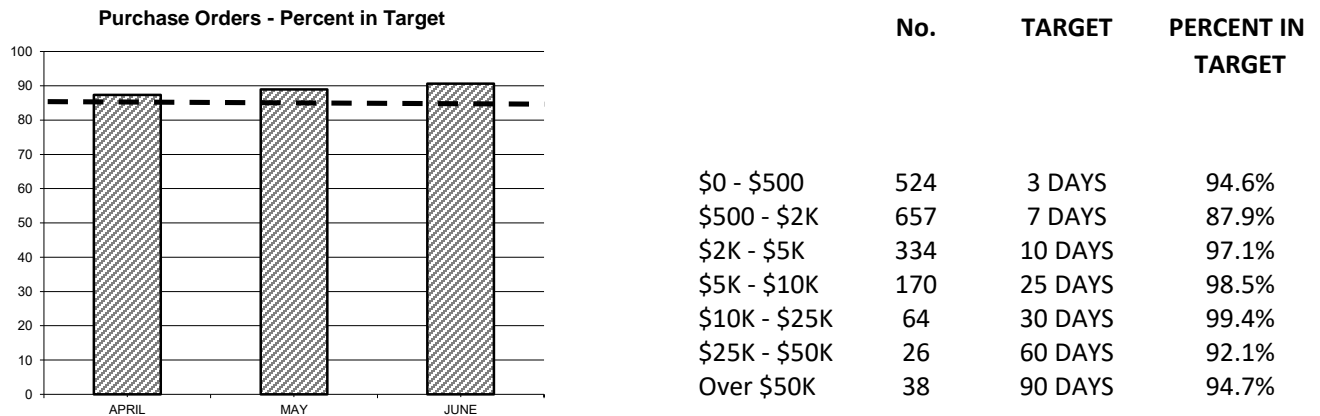 Purchase Orders - Percent in Target
100
90
80
70
60
50
40
30
20
10
0
APRIL MAY JUNE
No. TARGET PERCENT IN
TARGET
$0 - $500 524 3 DAYS 94.6%
$500 - $2K 657 7 DAYS 87.9%
$2K - $5K 334 10 DAYS 97.1%
$5K - $10K 170 25 DAYS 98.5%
$10K - $25K 64 30 DAYS 99.4%
$25K - $50K 26 60 DAYS 92.1%
Over $50K 38 90 DAYS 94.7%